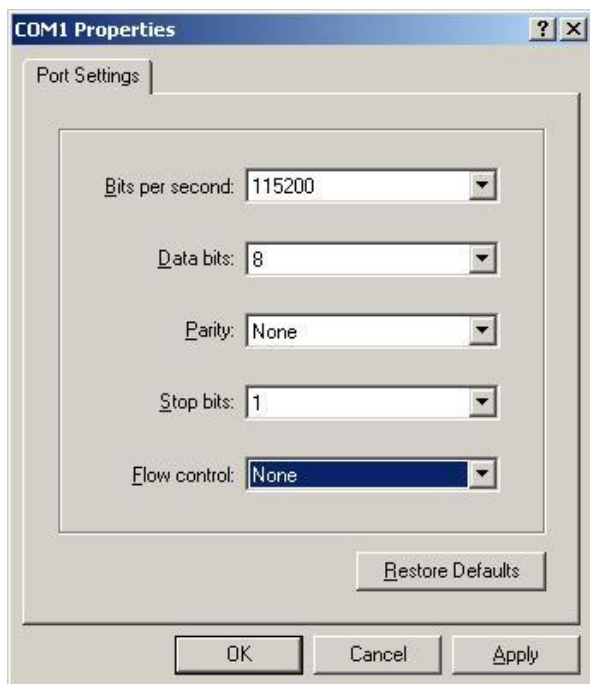 COM1 Properties
Port Settings
Bits per second: 115200
Data bits: 8
Parity: None
Stop bits: 1
Flow control: None
Restore Defaults
OK Cancel Apply